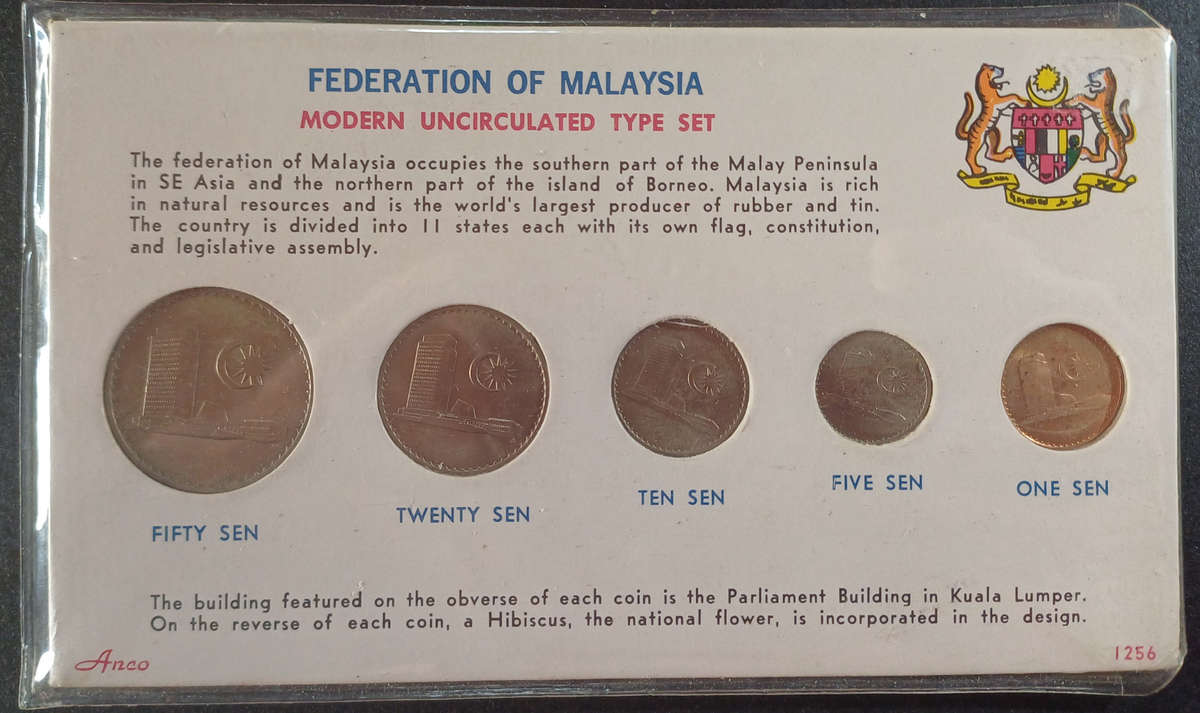 FEDERATION OF MALAYSIA
MODERN UNCIRCULATED TYPE SET
The federation of Malaysia occupies the southern part of the Malay Peninsula
in SE Asia and the northern part of the island of Borneo. Malaysia is rich
in natural resources and is the world's largest producer of rubber and tin.
The country is divided into 11 states each with its own flag, constitution,
and legislative assembly.
FIFTY SEN
TWENTY SEN
TEN SEN
FIVE SEN
ONE SEN
The building featured on the obverse of each coin is the Parliament Building in Kuala Lumper.
On the reverse of each coin, a Hibiscus, the national flower, is incorporated in the design.
Anco
1256